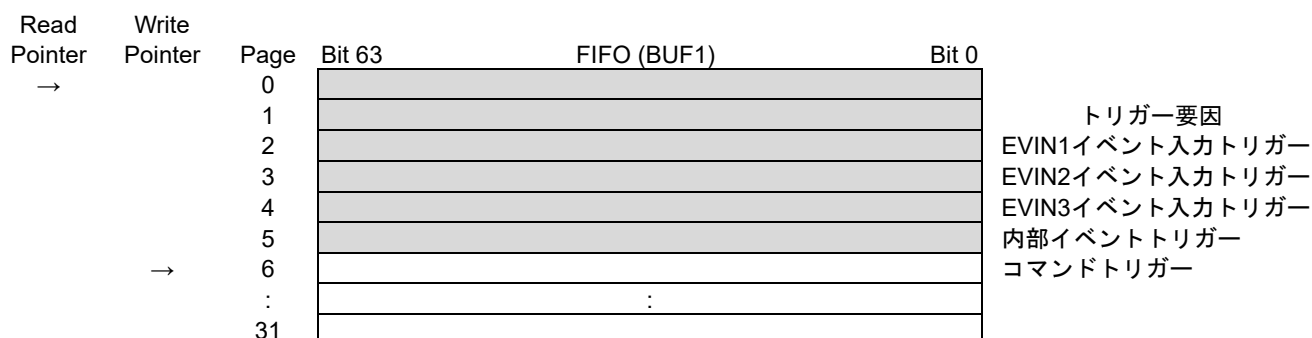 Read Write
Pointer Pointer Page Bit 63 FIFO (BUF1) Bit 0
→ 0
1 トリガー要因
2 EVIN1イベント入力トリガー
3 EVIN2イベント入力トリガー
4 EVIN3イベント入力トリガー
5 内部イベントトリガー
→ 6 コマンドトリガー
: :
31